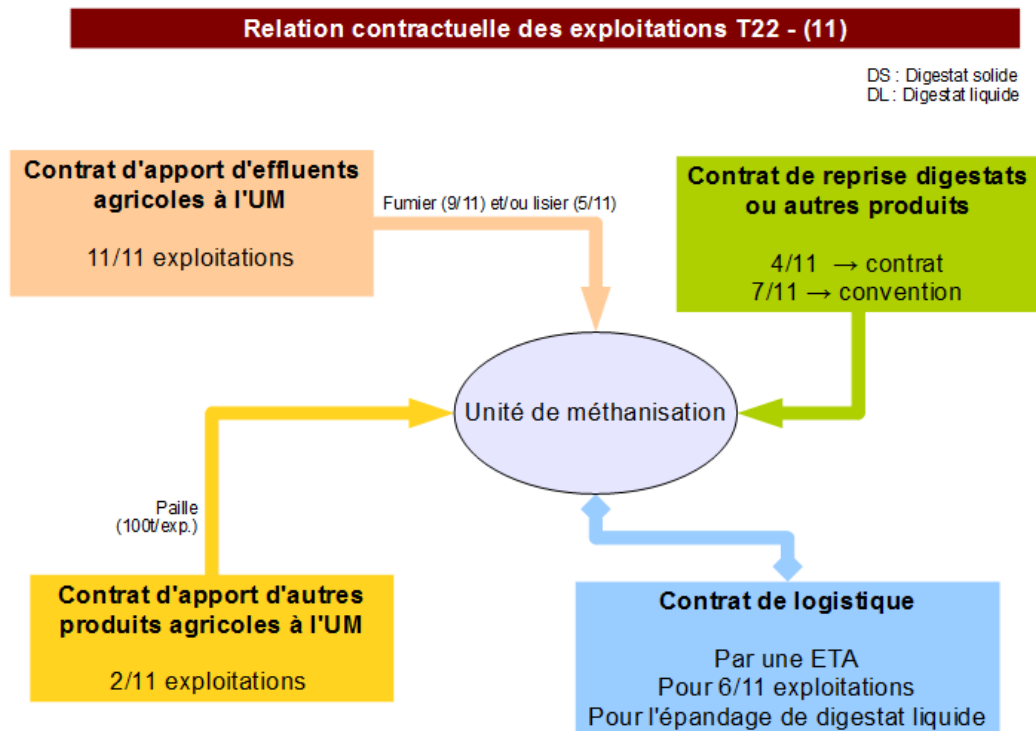 Relation contractuelle des exploitations T22 - (11)
DS : Digestat solide
DL : Digestat liquide
Contrat d'apport d'effluents
agricoles à l'UM
11/11 exploitations
Fumier (9/11) et/ou lisier (5/11)
Contrat de reprise digestats
ou autres produits
4/11 → contrat
7/11 → convention
Unité de méthanisation
Paille
(100t/exp.)
Contrat d'apport d'autres
produits agricoles à l'UM
2/11 exploitations
Contrat de logistique
Par une ETA
Pour 6/11 exploitations
Pour l'épandage de digestat liquide